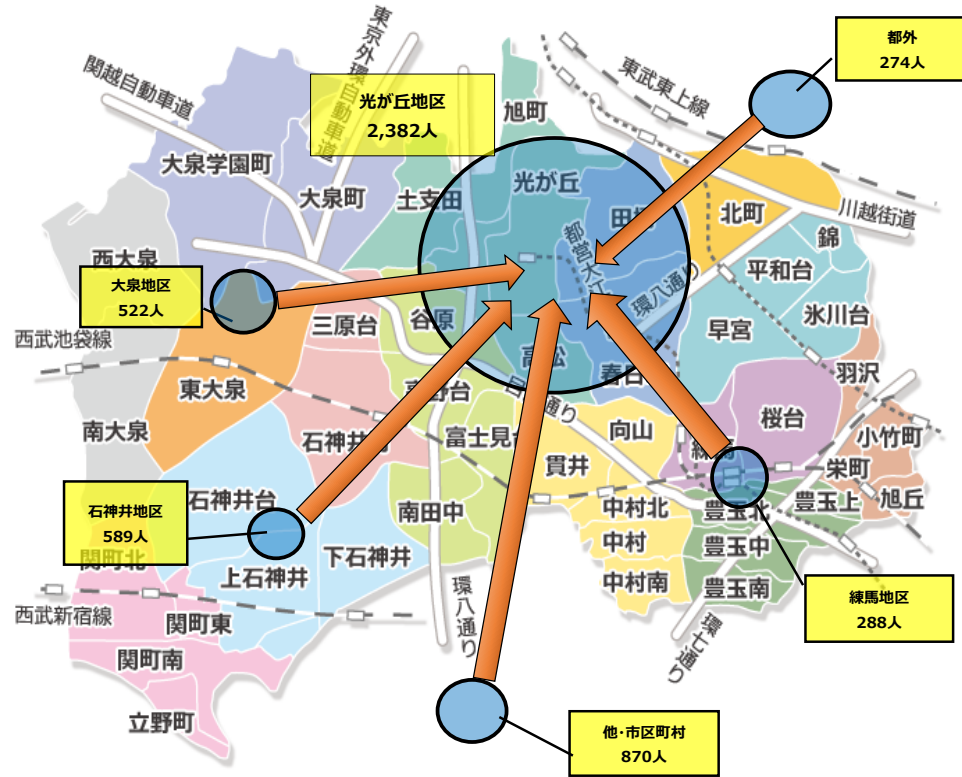 都外
274人
東京外環自動車道
関越自動車道
東武東上線
光が丘地区
2,382人
旭町
大泉学園町
大泉町
土支田
光が丘
田柄
北町
川越街道
錦
西大泉
都営大江
環八通り
平和台
大泉地区
522人
三原台
谷原
早宮
氷川台
西武池袋線
高松
春日
羽沢
東大泉
高野台
目
通り
桜台
小竹町
南大泉
石神井
富士見台
向山
貫井
練馬
栄町
石神井地区
589人
石神井台
南田中
中村北
豊玉北
豊玉上
旭丘
関町北
下石神井
中村
豊玉中
上石神井
中村南
豊玉南
西武新宿線
関町東
環八通り
環七通り
練馬地区
288人
関町南
立野町
他・市区町村
870人